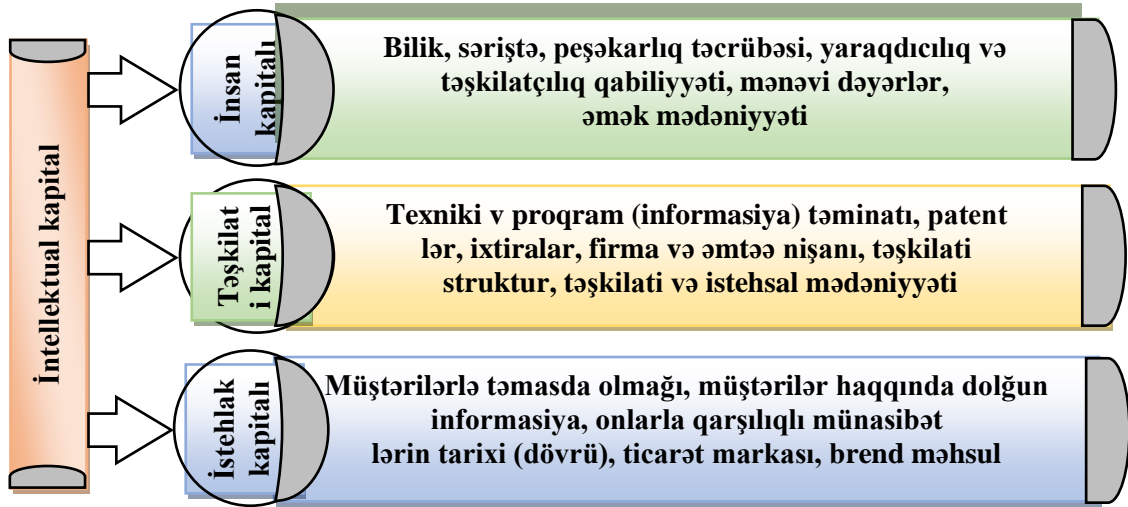 İntellektual kapital
İnsan
kapitalı
Bilik, səriştə, peşəkarlıq təcrübəsi, yaraqdıcılıq və
təşkilatçılıq qabiliyyəti, mənəvi dəyərlər,
əmək mədəniyyəti
Təşkilat
i kapital
Texniki v proqram (informasiya) təminatı, patent
lər, ixtiralar, firma və əmtəə nişanı, təşkilati
struktur, təşkilati və istehsal mədəniyyəti
İstehlak
kapitalı
Müştərilərlə təmasda olmağı, müştərilər haqqında dolğun
informasiya, onlarla qarşılıqlı münasibət
lərin tarixi (dövrü), ticarət markası, brend məhsul